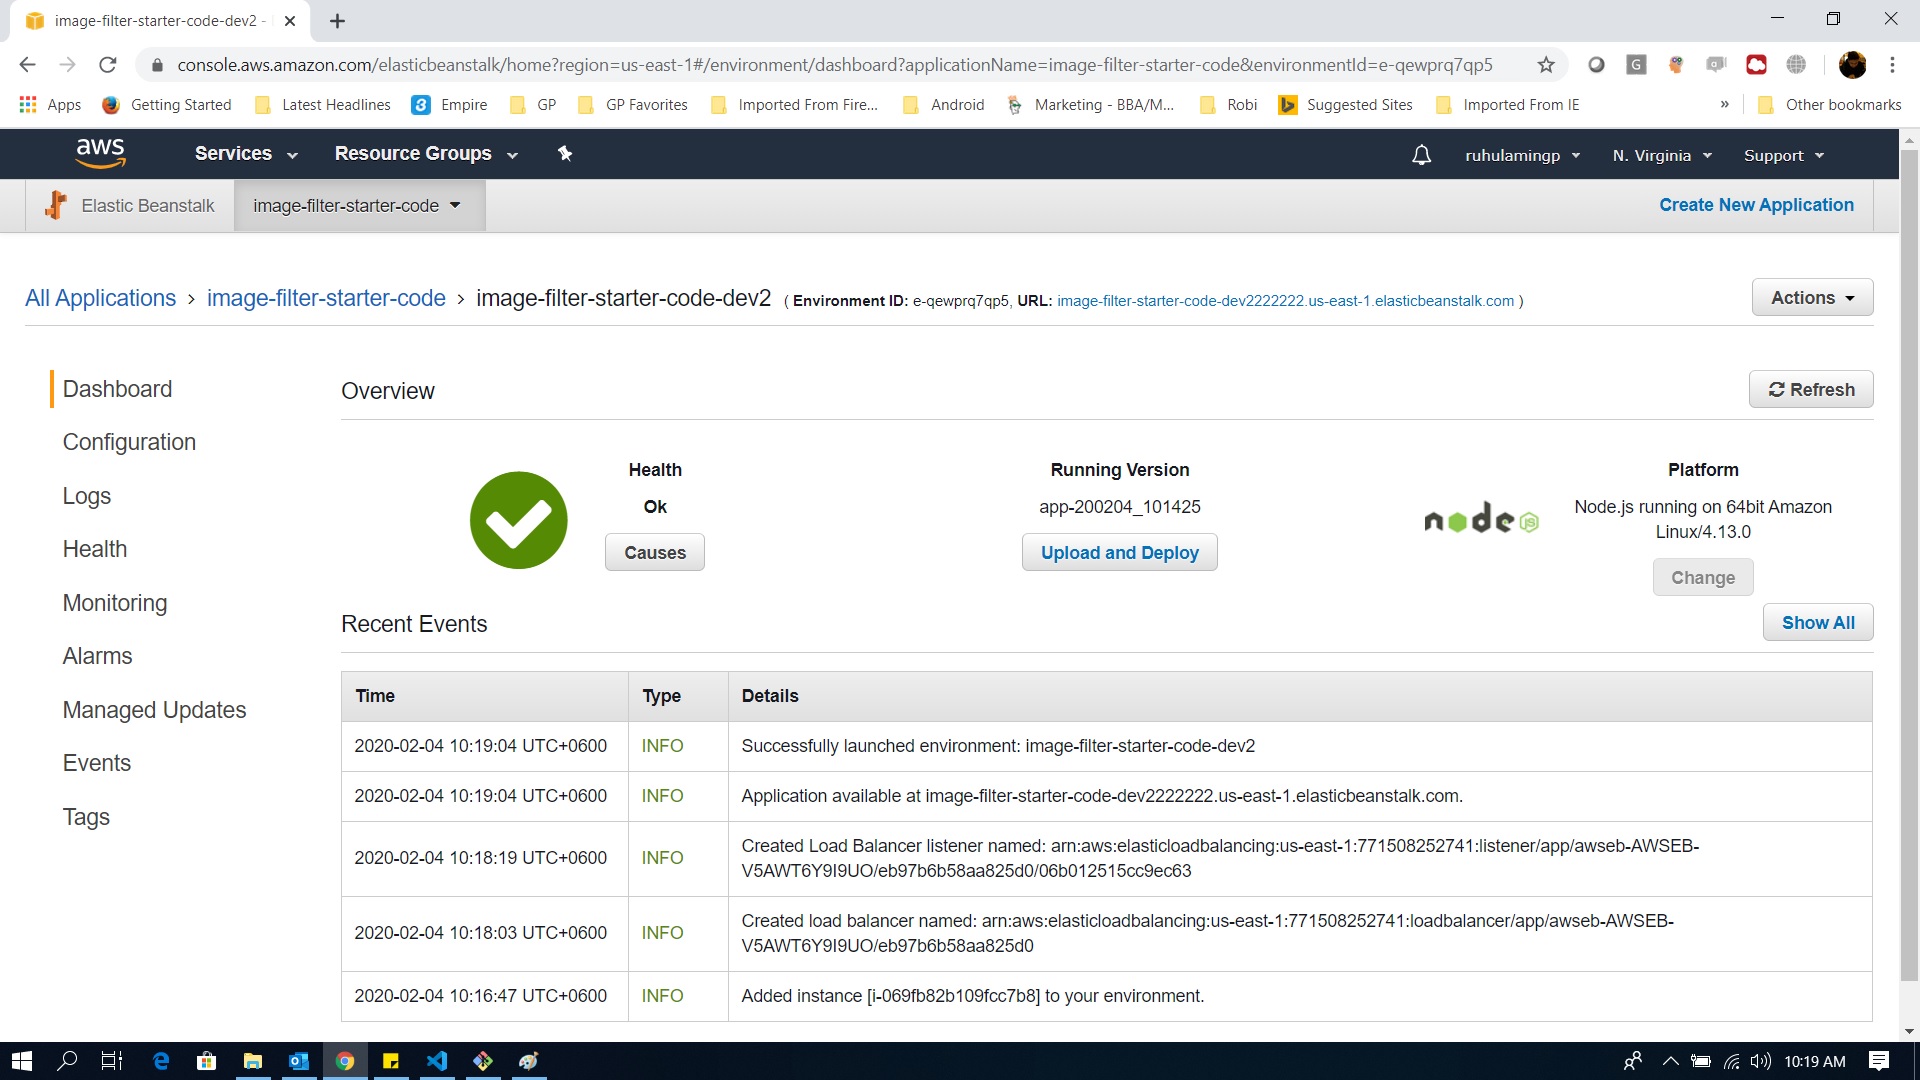 image-filter-starter-code-dev2 -
console.aws.amazon.com/elasticbeanstalk/home?region=us-east-1#/environment/dashboard?applicationName=image-filter-starter-code&environmentId=e-qewprq7qp5
Apps Getting Started Latest Headlines Empire GP GP Favorites Imported From Fire... Android Marketing - BBA/M... Robi Suggested Sites Imported From IE » Other bookmarks
aws Services Resource Groups ruhulamingp N. Virginia Support
Elastic Beanstalk image-filter-starter-code Create New Application
All Applications › image-filter-starter-code › image-filter-starter-code-dev2 ( Environment ID: e-qewprq7qp5, URL: image-filter-starter-code-dev2222222.us-east-1.elasticbeanstalk.com ) Actions
Dashboard
Configuration
Logs
Health
Monitoring
Alarms
Managed Updates
Events
Tags
Overview Refresh
Health
Ok
Causes
Running Version
app-200204_101425
Upload and Deploy
node JS
Platform
Node.js running on 64bit Amazon
Linux/4.13.0
Change
Recent Events Show All
Time Type Details
2020-02-04 10:19:04 UTC+0600 INFO Successfully launched environment: image-filter-starter-code-dev2
2020-02-04 10:19:04 UTC+0600 INFO Application available at image-filter-starter-code-dev2222222.us-east-1.elasticbeanstalk.com.
2020-02-04 10:18:19 UTC+0600 INFO Created Load Balancer listener named: arn:aws:elasticloadbalancing:us-east-1:771508252741:listener/app/awseb-AWSEB-
V5AWT6Y9I9UO/eb97b6b58aa825d0/06b012515cc9ec63
2020-02-04 10:18:03 UTC+0600 INFO Created load balancer named: arn:aws:elasticloadbalancing:us-east-1:771508252741:loadbalancer/app/awseb-AWSEB-
V5AWT6Y9I9UO/eb97b6b58aa825d0
2020-02-04 10:16:47 UTC+0600 INFO Added instance [i-069fb82b109fcc7b8] to your environment.
10:19 AM